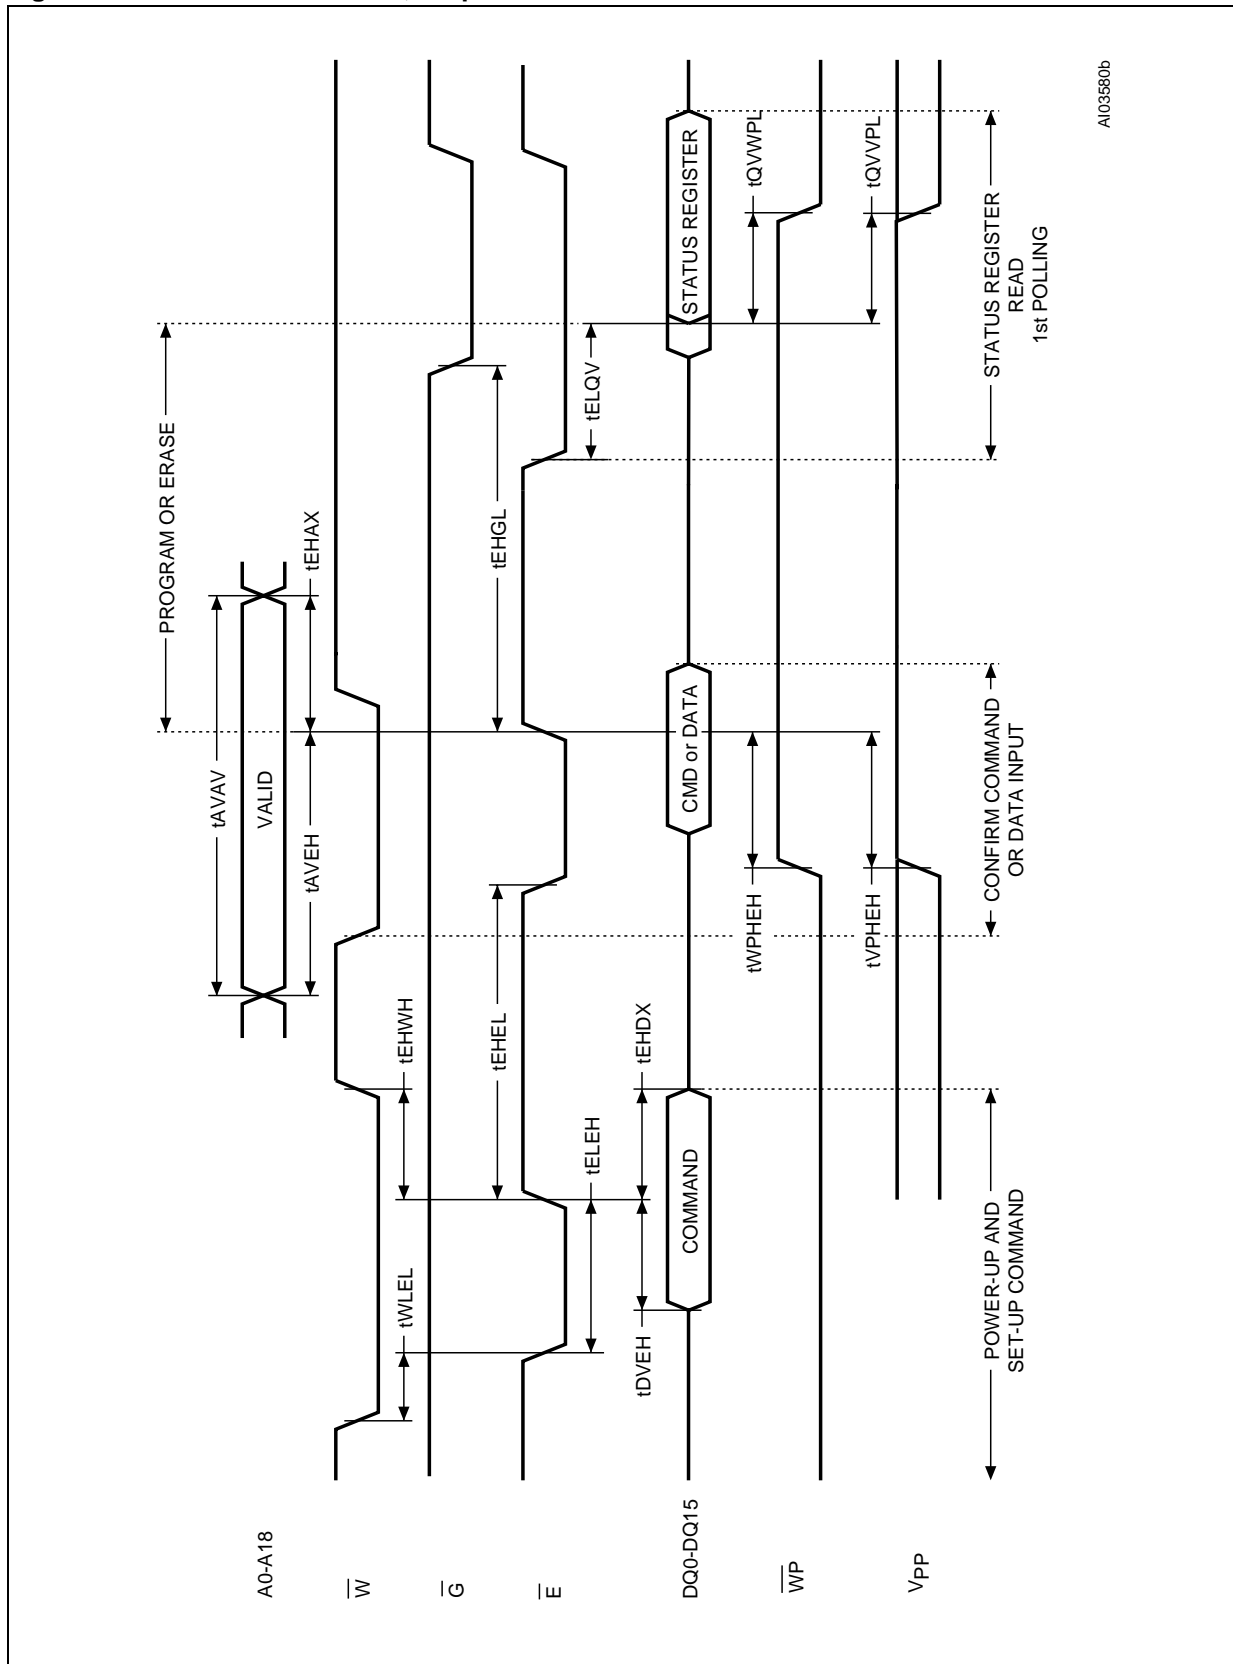 A0-A18
VALID
tAVAV
tAVEH
tEHAX
PROGRAM OR ERASE
W
tWLEL
tEHWH
G
tEHEL
tEHGL
E
tELEH
tELQV
tDVEH
tEHDX
DQ0-DQ15
COMMAND
CMD or DATA
STATUS REGISTER
WP
tWPHEH
tQVWPL
VPP
tVPHEH
tQVVPL
POWER-UP AND
SET-UP COMMAND
CONFIRM COMMAND
OR DATA INPUT
STATUS REGISTER
READ
1st POLLING
AI03580b